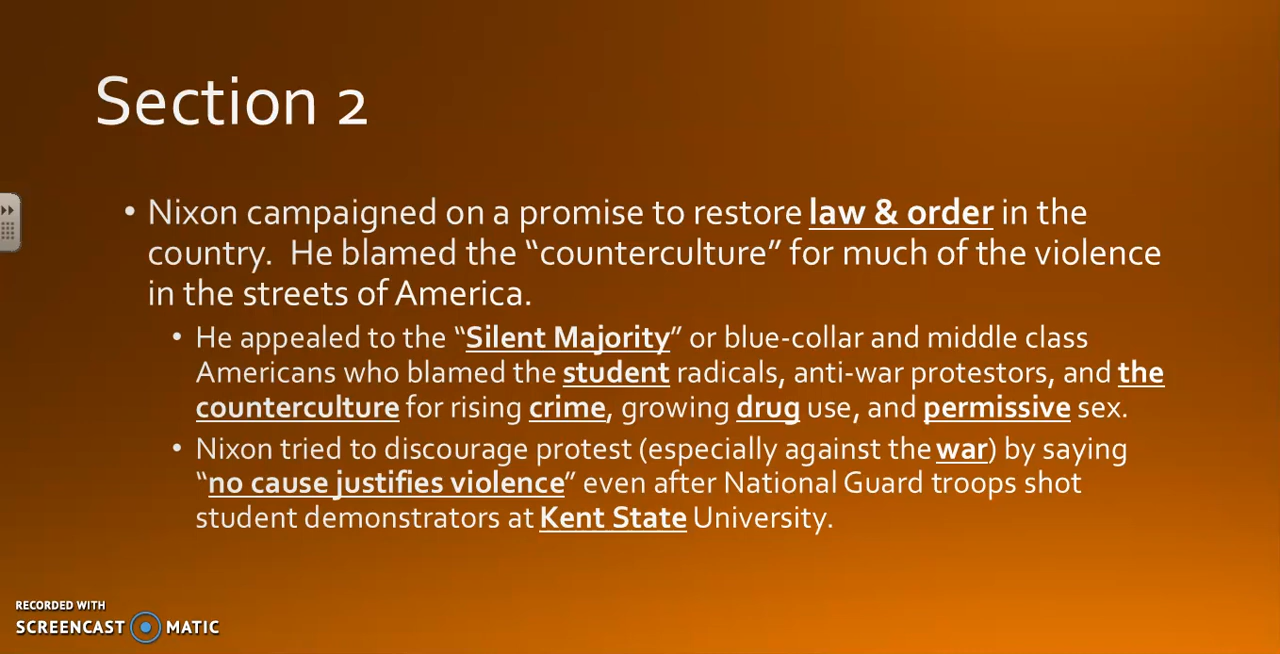 Section 2
• Nixon campaigned on a promise to restore law & order in the
country.  He blamed the “counterculture” for much of the violence
in the streets of America.
• He appealed to the “Silent Majority” or blue-collar and middle class
Americans who blamed the student radicals, anti-war protestors, and the
counterculture for rising crime, growing drug use, and permissive sex.
• Nixon tried to discourage protest (especially against the war) by saying
“no cause justifies violence” even after National Guard troops shot
student demonstrators at Kent State University.
RECORDED WITH
SCREENCAST MATIC